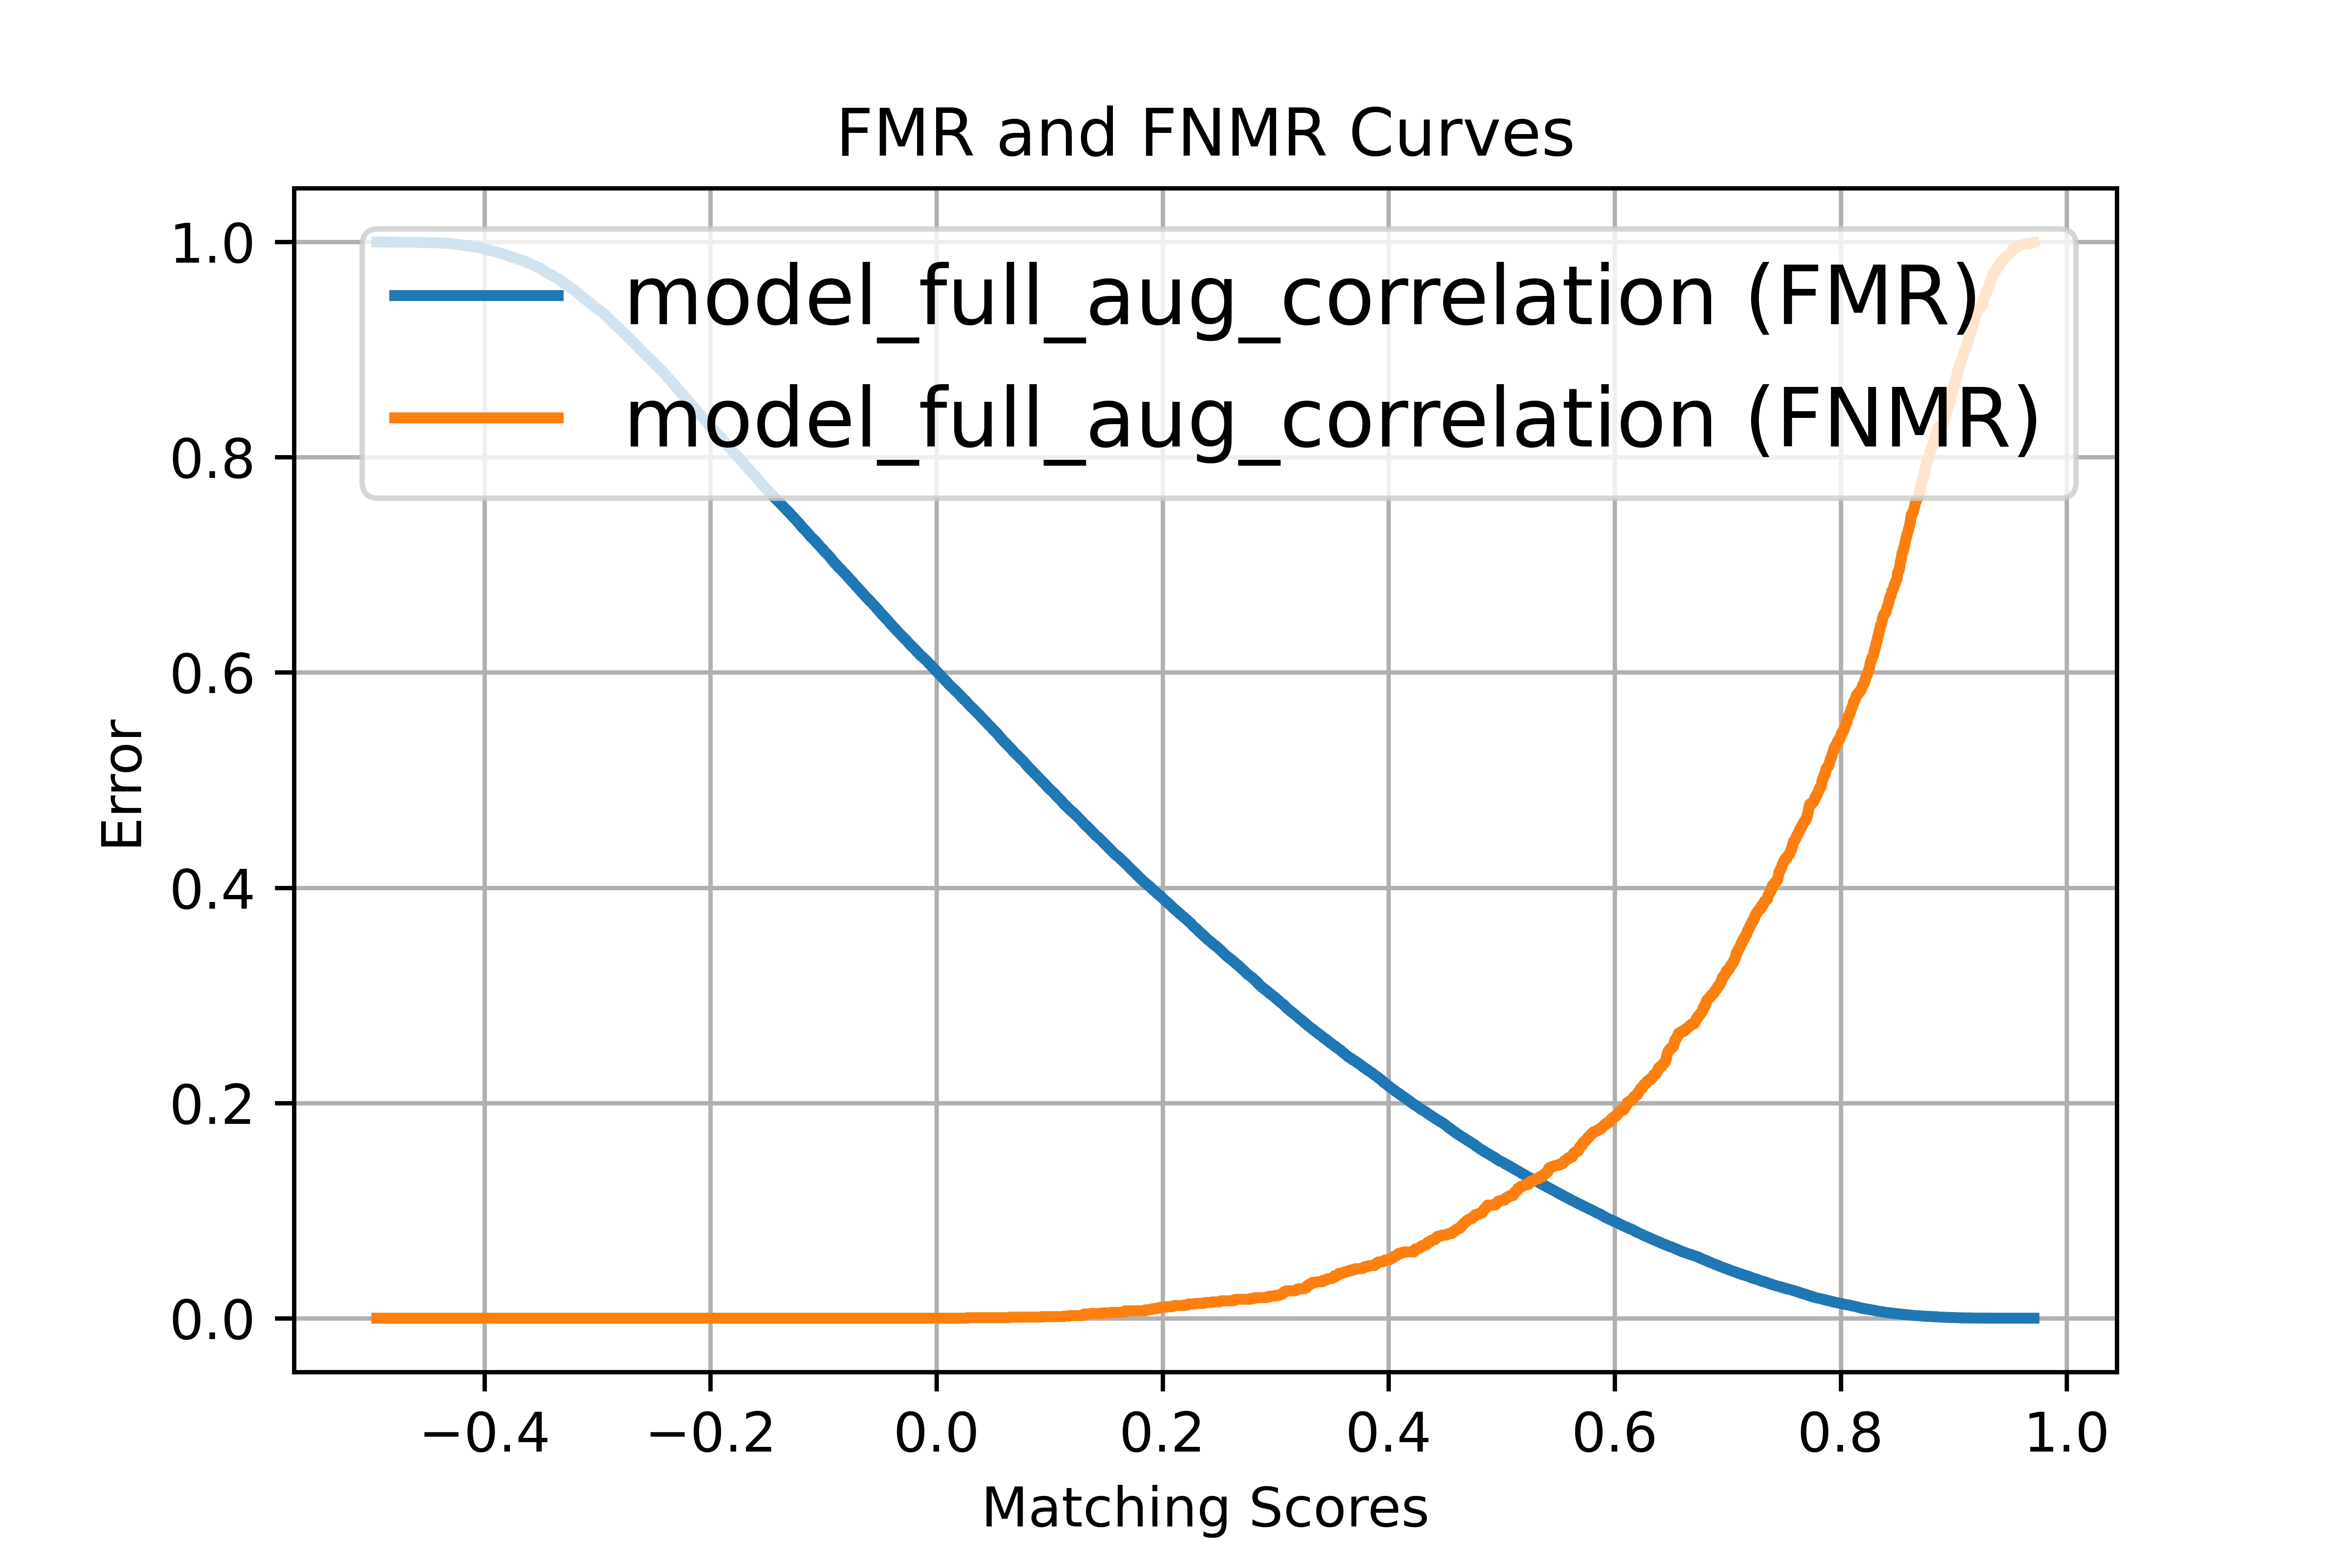 FMR and FNMR Curves
model_full_aug_correlation (FMR)
model_full_aug_correlation (FNMR)
Error
1.0
0.8
0.6
0.4
0.2
0.0
−0.4 −0.2 0.0 0.2 0.4 0.6 0.8 1.0
Matching Scores